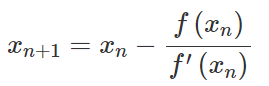 x_{n+1} = x_n - \frac{f(x_n)}{f'(x_n)}